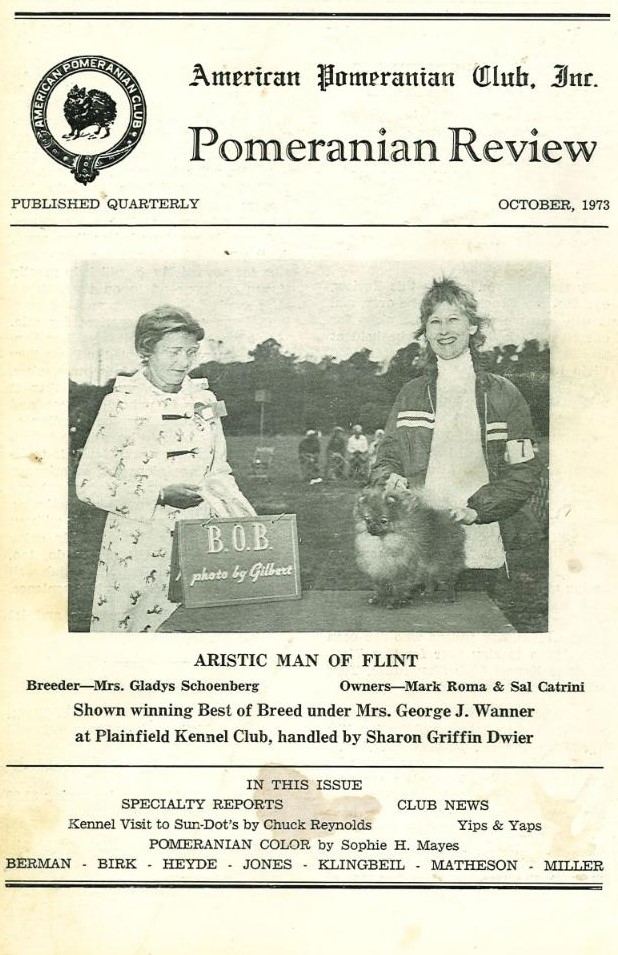 AMERICAN POMERANIAN CLUB
American Pomeranian Club, Inc.
Pomeranian Review
PUBLISHED QUARTERLY OCTOBER, 1973
7
B.O.B.
photo by Gilbert
ARISTIC MAN OF FLINT
Breeder—Mrs. Gladys Schoenberg Owners—Mark Roma & Sal Catrini
Shown winning Best of Breed under Mrs. George J. Wanner
at Plainfield Kennel Club, handled by Sharon Griffin Dwier
IN THIS ISSUE
SPECIALTY REPORTS CLUB NEWS
Kennel Visit to Sun-Dot's by Chuck Reynolds Yips & Yaps
POMERANIAN COLOR by Sophie H. Mayes
BERMAN - BIRK - HEYDE - JONES - KLINGBEIL - MATHESON - MILLER